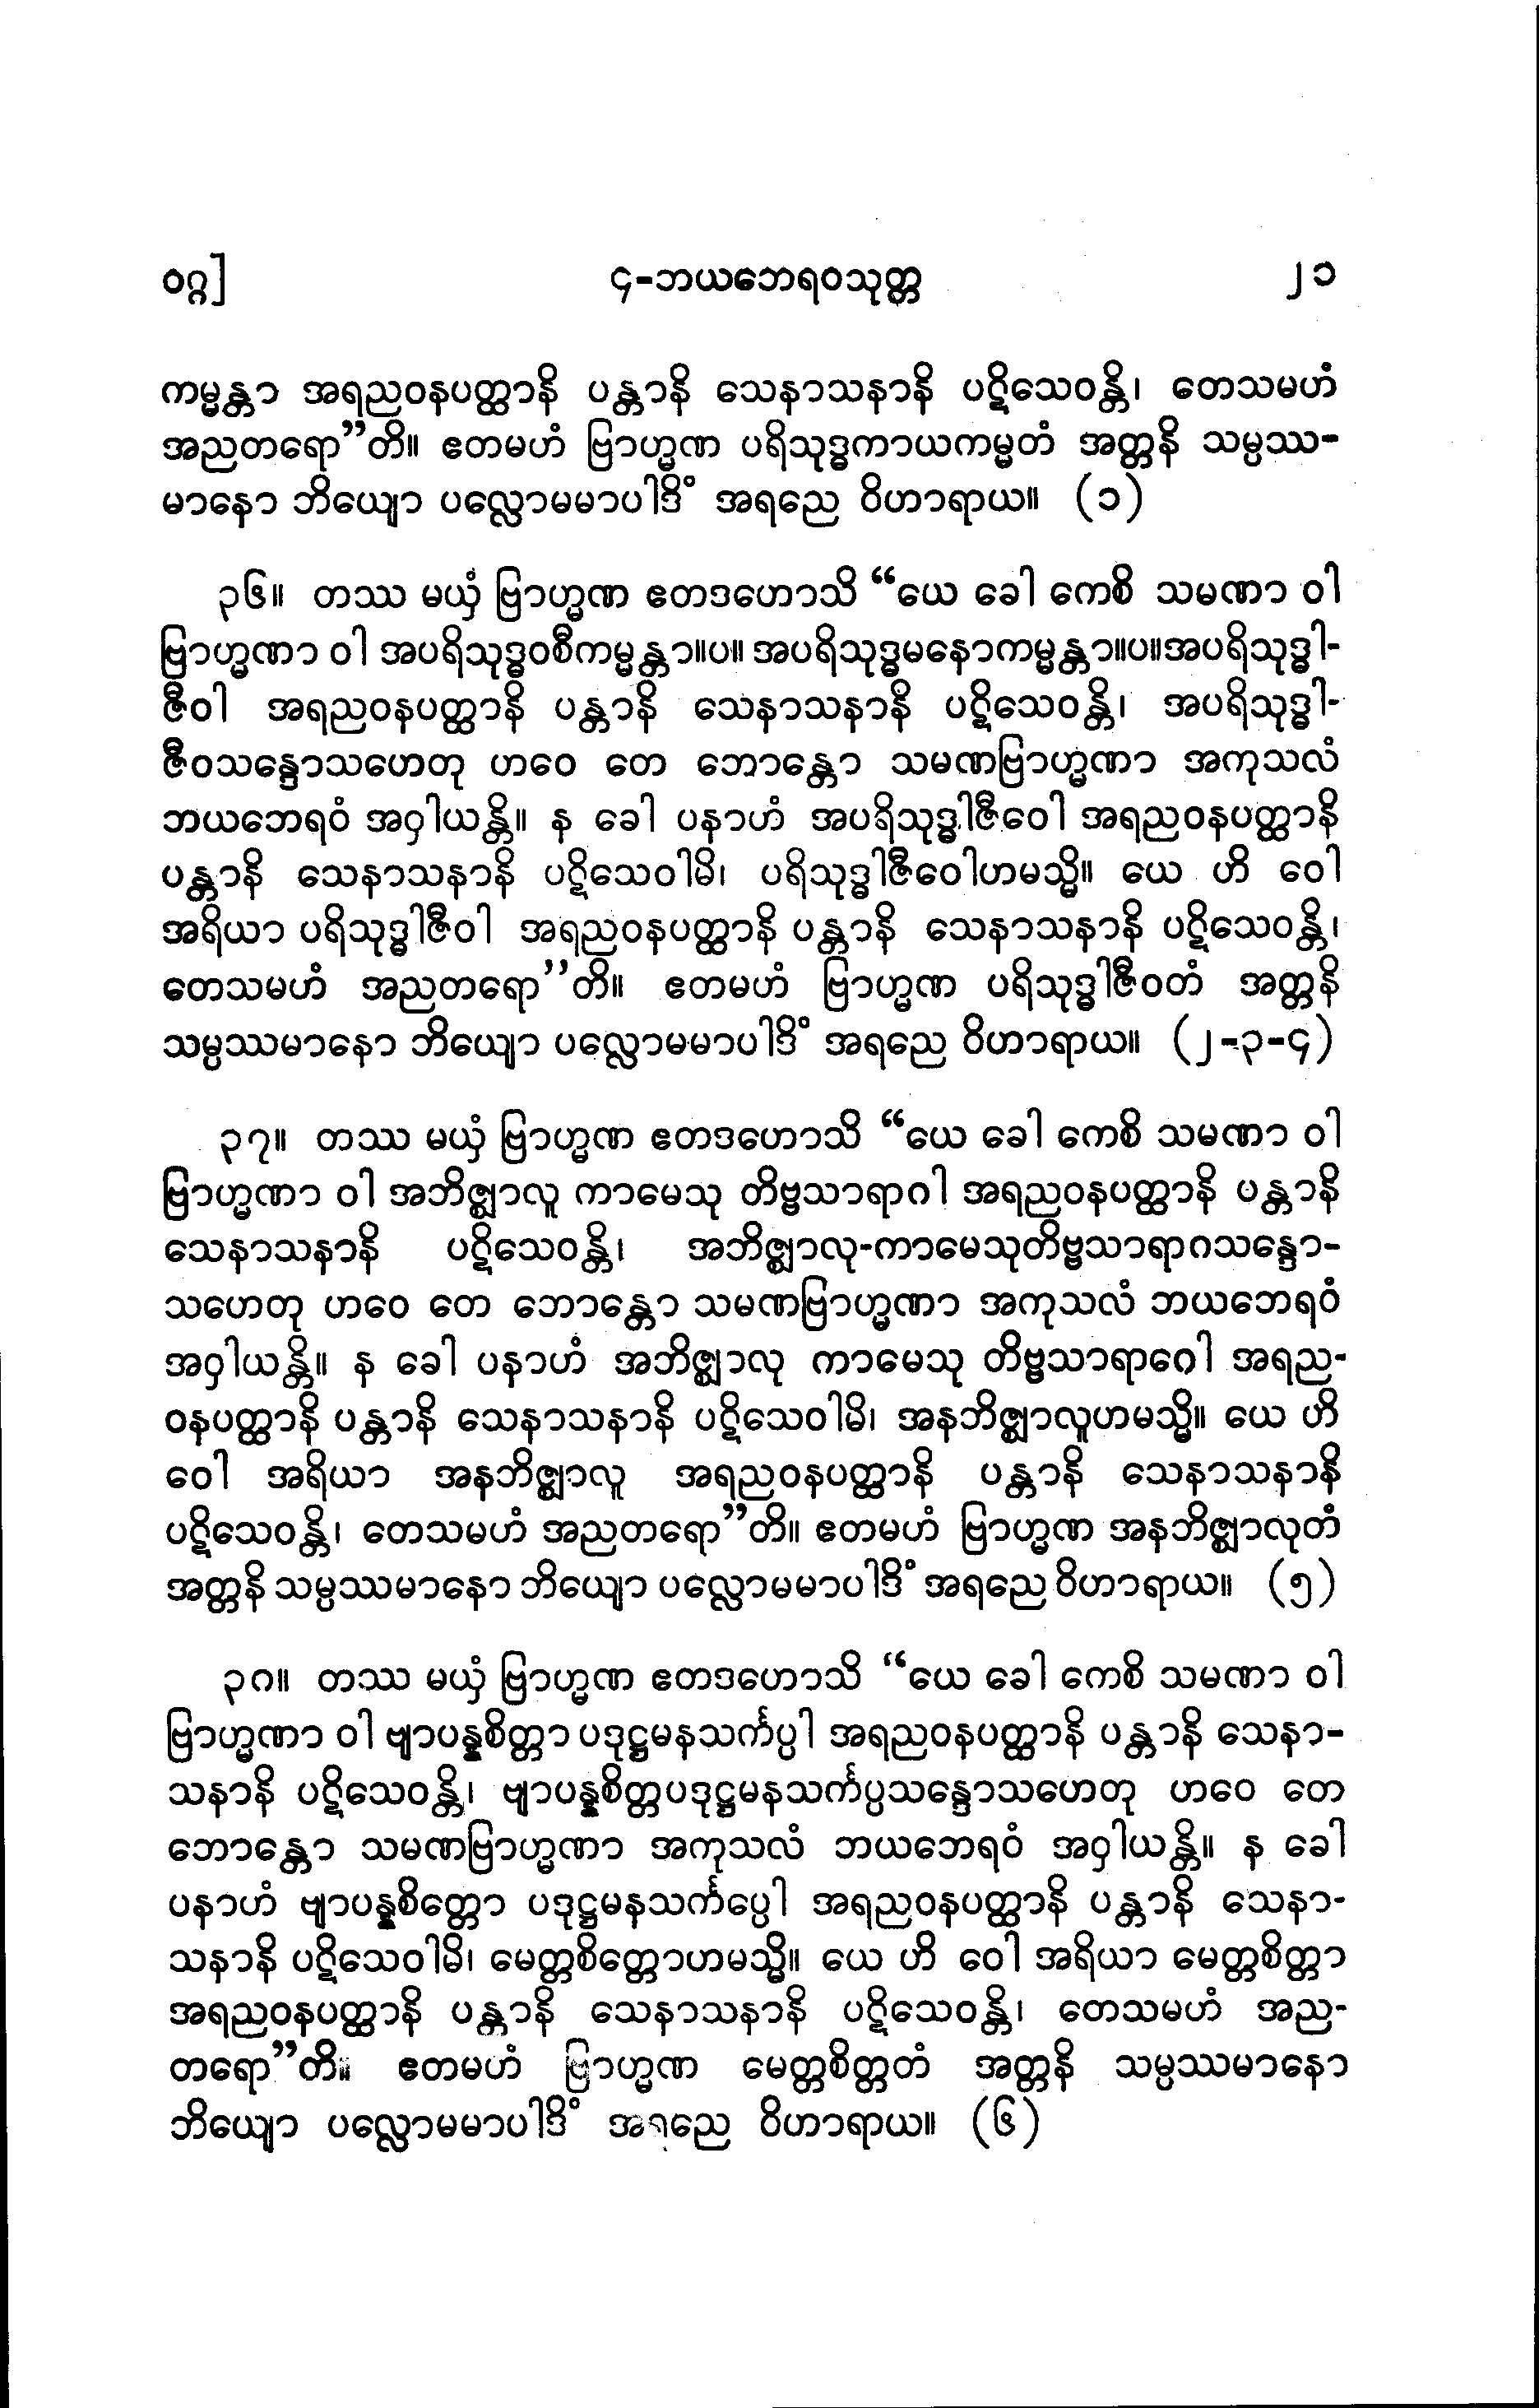 ၀ဂ္ဂ] ၄-ဘယဘေရဝသုတ္တ ၂၁
ကမ္မန္တာ အရညဝနပတ္ထာနိ ပန္တာနိ သေနာသနာနိ ပဋိသေဝန္တိ၊ တေသမဟံ
အညတရော”တိ။ ဧတမဟံ ဗြာဟ္မဏ ပရိသုဒ္ဓကာယကမ္မတံ အတ္တနိ သမ္ပဿ-
မာနော ဘိယျော ပလ္လောမမာပါဒိံ အရညေ ဝိဟာရာယ။ (၁)
၃၆။ တဿ မယှံ ဗြာဟ္မဏ ဧတဒဟောသိ “ယေ ခေါ ကေစိ သမဏာ ဝါ
ဗြာဟ္မဏာ ဝါ အပရိသုဒ္ဓဝစီကမ္မန္တာ။ပ။ အပရိသုဒ္ဓမနောကမ္မန္တာ။ပ။အပရိသုဒ္ဓါ-
ဇီဝါ အရညဝနပတ္ထာနိ ပန္တာနိ သေနာသနာနိ ပဋိသေဝန္တိ၊ အပရိသုဒ္ဓါ-
ဇီဝသန္ဒောသဟေတု ဟဝေ တေ ဘောန္တော သမဏဗြာဟ္မဏာ အကုသလံ
ဘယဘေရဝံ အဝှါယန္တိ။ န ခေါ ပနာဟံ အပရိသုဒ္ဓါဇီဝေါ အရညဝနပတ္ထာနိ
ပန္တာနိ သေနာသနာနိ ပဋိသေဝါမိ၊ ပရိသုဒ္ဓါဇီဝေါဟမသ္မိ။ ယေ ဟိ ဝေါ
အရိယာ ပရိသုဒ္ဓါဇီဝါ အရညဝနပတ္ထာနိ ပန္တာနိ သေနာသနာနိ ပဋိသေဝန္တိ၊
တေသမဟံ အညတရော”တိ။ ဧတမဟံ ဗြာဟ္မဏ ပရိသုဒ္ဓါဇီဝတံ အတ္တနိ
သမ္ပဿမာနော ဘိယျော ပလ္လောမမာပါဒိံ အရညေ ဝိဟာရာယ။ (၂-၃-၄)
၃၇။ တဿ မယှံ ဗြာဟ္မဏ ဧတဒဟောသိ “ယေ ခေါ ကေစိ သမဏာ ဝါ
ဗြာဟ္မဏာ ဝါ အဘိဇ္ဈာလူ ကာမေသု တိဗ္ဗသာရာဂါ အရညဝနပတ္ထာနိ ပန္တာနိ
သေနာသနာနိ ပဋိသေဝန္တိ၊ အဘိဇ္ဈာလု-ကာမေသုတိဗ္ဗသာရာဂသန္ဒော-
သဟေတု ဟဝေ တေ ဘောန္တော သမဏဗြာဟ္မဏာ အကုသလံ ဘယဘေရဝံ
အဝှါယန္တိ။ န ခေါ ပနာဟံ အဘိဇ္ဈာလု ကာမေသု တိဗ္ဗသာရာဂေါ အရည-
ဝနပတ္ထာနိ ပန္တာနိ သေနာသနာနိ ပဋိသေဝါမိ၊ အနဘိဇ္ဈာလူဟမသ္မိ။ ယေ ဟိ
ဝေါ အရိယာ အနဘိဇ္ဈာလူ အရညဝနပတ္ထာနိ ပန္တာနိ သေနာသနာနိ
ပဋိသေဝန္တိ၊ တေသမဟံ အညတရော”တိ။ ဧတမဟံ ဗြာဟ္မဏ အနဘိဇ္ဈာလုတံ
အတ္တနိ သမ္ပဿမာနော ဘိယျော ပလ္လောမမာပါဒိံ အရညေ ဝိဟာရာယ။ (၅)
၃၈။ တဿ မယှံ ဗြာဟ္မဏ ဧတဒဟောသိ “ယေ ခေါ ကေစိ သမဏာ ဝါ
ဗြာဟ္မဏာ ဝါ ဗျာပန္နစိတ္တာ ပဒုဋ္ဌမနသင်္ကပ္ပါ အရညဝနပတ္ထာနိ ပန္တာနိ သေနာ-
သနာနိ ပဋိသေဝန္တိ၊ ဗျာပန္နစိတ္တပဒုဋ္ဌမနသင်္ကပ္ပသန္ဒောသဟေတု ဟဝေ တေ
ဘောန္တော သမဏဗြာဟ္မဏာ အကုသလံ ဘယဘေရဝံ အဝှါယန္တိ။ န ခေါ
ပနာဟံ ဗျာပန္နစိတ္တော ပဒုဋ္ဌမနသင်္ကပ္ပေါ အရညဝနပတ္ထာနိ ပန္တာနိ သေနာ-
သနာနိ ပဋိသေဝါမိ၊ မေတ္တစိတ္တောဟမသ္မိ။ ယေ ဟိ ဝေါ အရိယာ မေတ္တစိတ္တာ
အရညဝနပတ္ထာနိ ပန္တာနိ သေနာသနာနိ ပဋိသေဝန္တိ၊ တေသမဟံ အည-
တရော”တိ။ ဧတမဟံ ဗြာဟ္မဏ မေတ္တစိတ္တတံ အတ္တနိ သမ္ပဿမာနော
ဘိယျော ပလ္လောမမာပါဒိံ အရညေ ဝိဟာရာယ။ (၆)